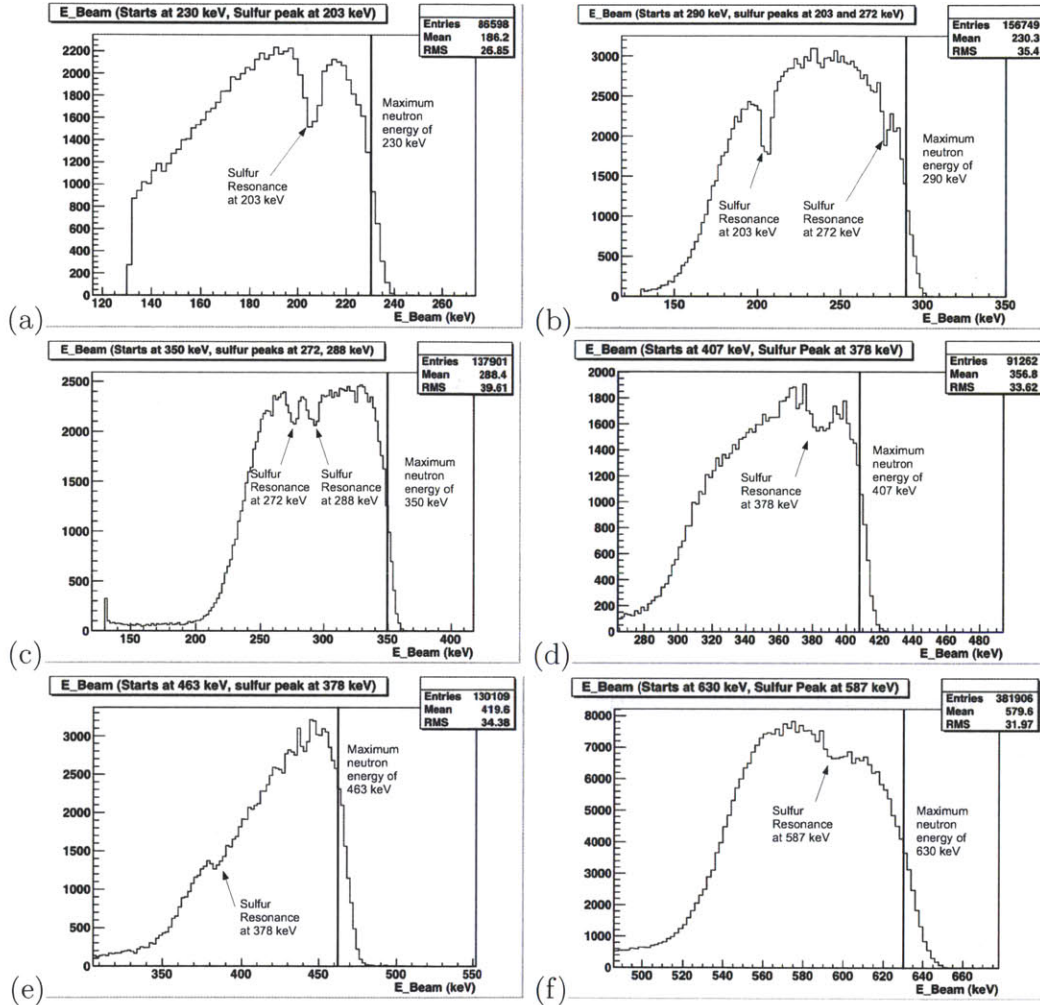 E_Beam (Starts at 230 keV, Sulfur peak at 203 keV)
Entries 86598
Mean 186.2
RMS 26.85
2200
2000
1800
1600
1400
1200
1000
800
600
400
200
0
Maximum
neutron
energy of
230 keV
Sulfur
Resonance
at 203 keV
120 140 160 180 200 220 240 260
E_Beam (keV)
(a)
E_Beam (Starts at 290 keV, sulfur peaks at 203 and 272 keV)
Entries 156749
Mean 230.3
RMS 35.4
3000
2500
2000
1500
1000
500
0
Maximum
neutron
energy of
290 keV
Sulfur
Resonance
at 203 keV
Sulfur
Resonance
at 272 keV
150 200 250 300 350
E_Beam (keV)
(b)
E_Beam (Starts at 350 keV, sulfur peaks at 272, 288 keV)
Entries 137901
Mean 288.4
RMS 39.61
2500
2000
1500
1000
500
0
Sulfur
Resonance
at 272 keV
Sulfur
Resonance
at 288 keV
Maximum
neutron
energy of
350 keV
150 200 250 300 350 400
E_Beam (keV)
(c)
E_Beam (Starts at 407 keV, Sulfur Peak at 378 keV)
Entries 91262
Mean 356.8
RMS 33.62
2000
1800
1600
1400
1200
1000
800
600
400
200
0
Sulfur
Resonance
at 378 keV
Maximum
neutron
energy of
407 keV
280 300 320 340 360 380 400 420 440 460 480
E_Beam (keV)
(d)
E_Beam (Starts at 463 keV, sulfur peak at 378 keV)
Entries 130109
Mean 419.6
RMS 34.38
3000
2500
2000
1500
1000
500
0
Maximum
neutron
energy of
463 keV
Sulfur
Resonance
at 378 keV
350 400 450 500 550
E_Beam (keV)
(e)
E_Beam (Starts at 630 keV, Sulfur Peak at 587 keV)
Entries 381906
Mean 579.6
RMS 31.97
8000
7000
6000
5000
4000
3000
2000
1000
0
Sulfur
Resonance
at 587 keV
Maximum
neutron
energy of
630 keV
500 520 540 560 580 600 620 640 660
E_Beam (keV)
(f)